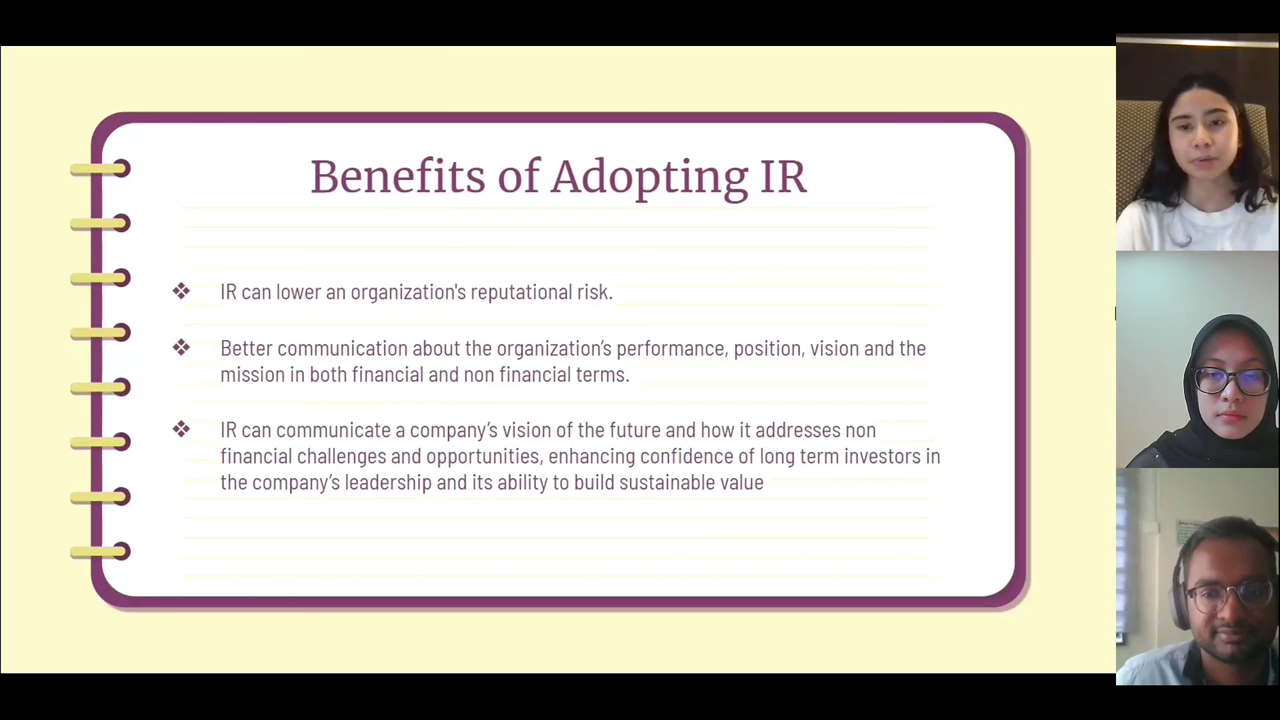 Benefits of Adopting IR
❖ IR can lower an organization's reputational risk.
❖ Better communication about the organization’s performance, position, vision and the
mission in both financial and non financial terms.
❖ IR can communicate a company’s vision of the future and how it addresses non
financial challenges and opportunities, enhancing confidence of long term investors in
the company’s leadership and its ability to build sustainable value